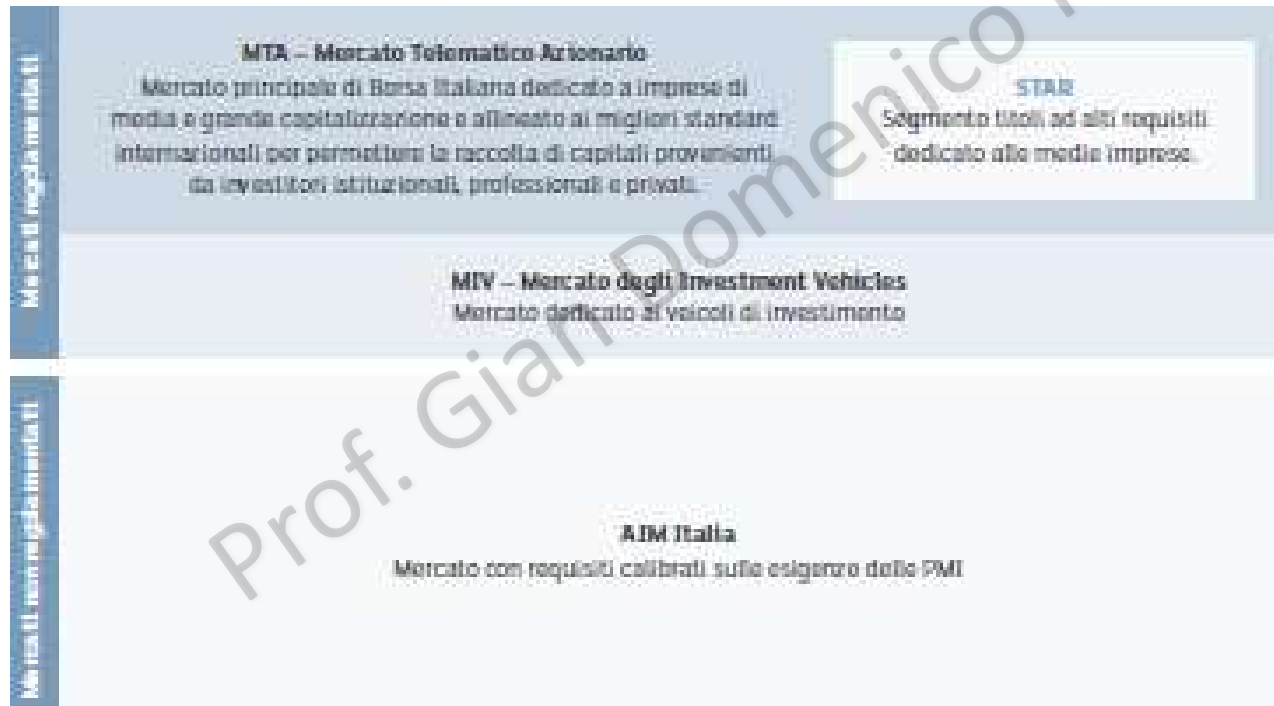 Mercati regolamentati
MTA – Mercato Telematico Azionario
Mercato principale di Borsa Italiana dedicato a imprese di
media e grande capitalizzazione e allineato ai migliori standard
internazionali per permettere la raccolta di capitali provenienti
da investitori istituzionali, professionali e privati.
STAR
Segmento titoli ad alti requisiti
dedicato alle medie imprese.
MIV – Mercato degli Investment Vehicles
Mercato dedicato ai veicoli di investimento
Mercati non regolamentati
AIM Italia
Mercato con requisiti calibrati sulle esigenze delle PMI
Prof. Gian Domenico